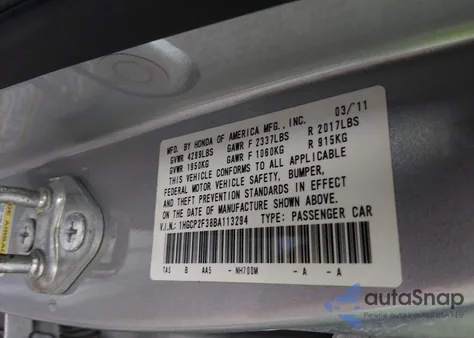 MFD. BY HONDA OF AMERICA MFG., INC. 03/'11
GVWR 4299LBS GAWR F 2337LBS R 2017LBS
GVWR 1950KG GAWR F 1060KG R 915KG
THIS VEHICLE CONFORMS TO ALL APPLICABLE
FEDERAL MOTOR VEHICLE SAFETY, BUMPER,
AND THEFT PREVENTION STANDARDS IN EFFECT
ON THE DATE OF MANUFACTURE SHOWN ABOVE.
V.I.N.: 1HGCP2F38BA113294 TYPE: PASSENGER CAR
TA5 B AA5 - NH700M - A - A
autoSnap